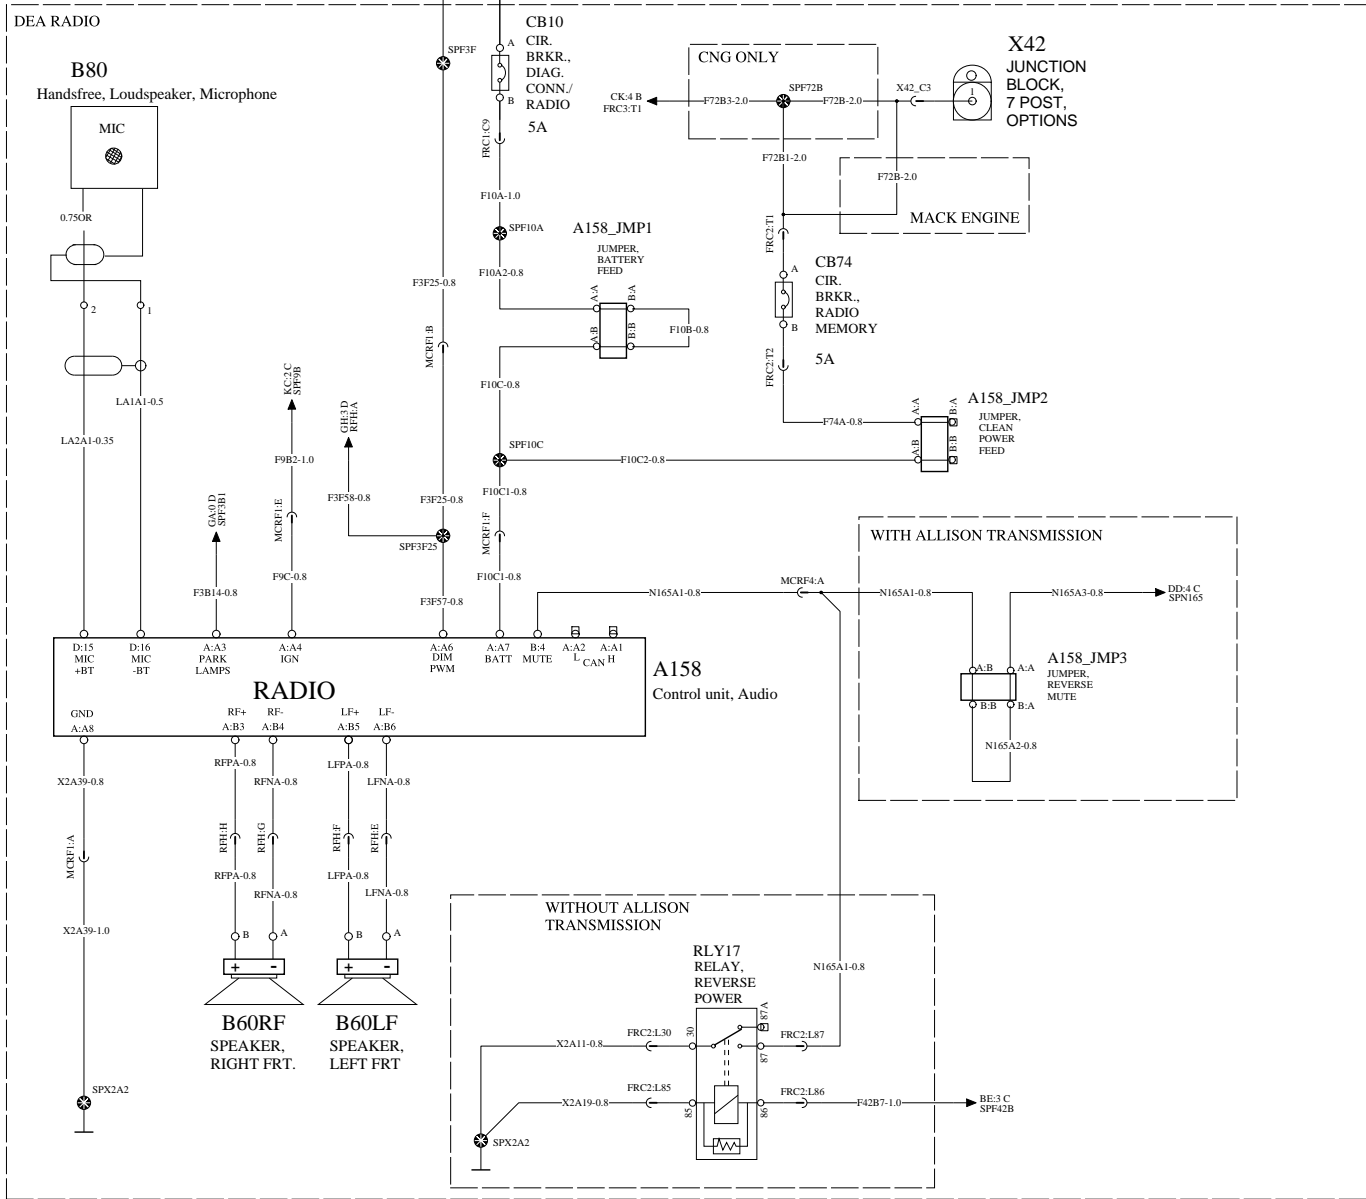 DEA RADIO
B80
Handsfree, Loudspeaker, Microphone
MIC
0.75OR
2
1
LA1A1-0.5
LA2A1-0.35
SPF3F
CB10
CIR.
BRKR.,
DIAG.
CONN./
RADIO
5A
A
B
FRC1:C9
F10A-1.0
SPF10A
F10A2-0.8
A158_JMP1
JUMPER,
BATTERY
FEED
A:A
B:A
A:B
B:B
F10B-0.8
F10C-0.8
SPF10C
F10C2-0.8
F10C1-0.8
MCRF1:F
F10C1-0.8
F3F25-0.8
MCRF1:B
F3F25-0.8
SPF3F25
F3F57-0.8
GH:3 D
RFH:A
F3F58-0.8
KC:2 C
SPF9B
F9B2-1.0
MCRF1:E
F9C-0.8
GA:0 D
SPF3B1
F3B14-0.8
CNG ONLY
CK:4 B
FRC3:T1
F72B3-2.0
SPF72B
F72B-2.0
X42_C3
1
X42
JUNCTION
BLOCK,
7 POST,
OPTIONS
F72B1-2.0
F72B-2.0
MACK ENGINE
FRC2:T1
A
B
CB74
CIR.
BRKR.,
RADIO
MEMORY
5A
FRC2:T2
F74A-0.8
A:A
B:A
A:B
B:B
A158_JMP2
JUMPER,
CLEAN
POWER
FEED
WITH ALLISON TRANSMISSION
N165A1-0.8
MCRF4:A
N165A1-0.8
N165A3-0.8
DD:4 C
SPN165
A:B
A:A
B:B
B:A
A158_JMP3
JUMPER,
REVERSE
MUTE
N165A2-0.8
D:15
MIC
+BT
D:16
MIC
-BT
A:A3
PARK
LAMPS
A:A4
IGN
A:A6
DIM
PWM
A:A7
BATT
B:4
MUTE
A:A2
L
CAN
A:A1
H
RADIO
A158
Control unit, Audio
GND
A:A8
RF+
A:B3
RF-
A:B4
LF+
A:B5
LF-
A:B6
X2A39-0.8
MCRF1:A
X2A39-1.0
SPX2A2
RFPA-0.8
RFNA-0.8
LFPA-0.8
LFNA-0.8
RFH:H
RFH:G
RFH:F
RFH:E
RFPA-0.8
RFNA-0.8
LFPA-0.8
LFNA-0.8
B
A
B
A
+
-
+
-
B60RF
SPEAKER,
RIGHT FRT.
B60LF
SPEAKER,
LEFT FRT
WITHOUT ALLISON
TRANSMISSION
RLY17
RELAY,
REVERSE
POWER
N165A1-0.8
X2A11-0.8
FRC2:L30
30
87A
87
FRC2:L87
X2A19-0.8
FRC2:L85
85
86
FRC2:L86
F42B7-1.0
BE:3 C
SPF42B
SPX2A2